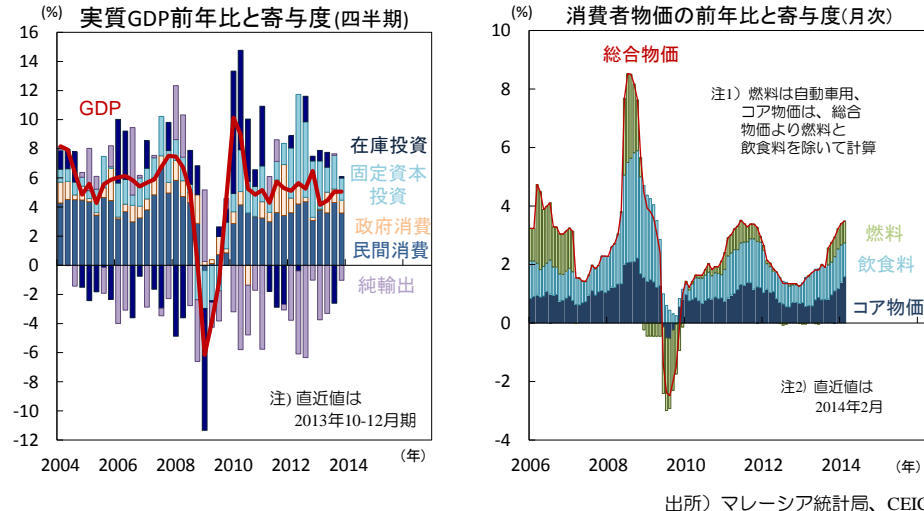 実質GDP前年比と寄与度(四半期)
(%)
16
14
12
10
8
6
4
2
0
-2
-4
-6
-8
-10
-12
GDP
在庫投資
固定資本
投資
政府消費
民間消費
純輸出
注) 直近値は
2013年10-12月期
2004
2006
2008
2010
2012
2014
(年)
消費者物価の前年比と寄与度(月次)
(%)
10
8
6
4
2
0
-2
-4
総合物価
注1) 燃料は自動車用、
コア物価は、総合
物価より燃料と
飲食料を除いて計算
燃料
飲食料
コア物価
注2) 直近値は
2014年2月
2006
2008
2010
2012
2014
(年)
出所）マレーシア統計局、CEIC